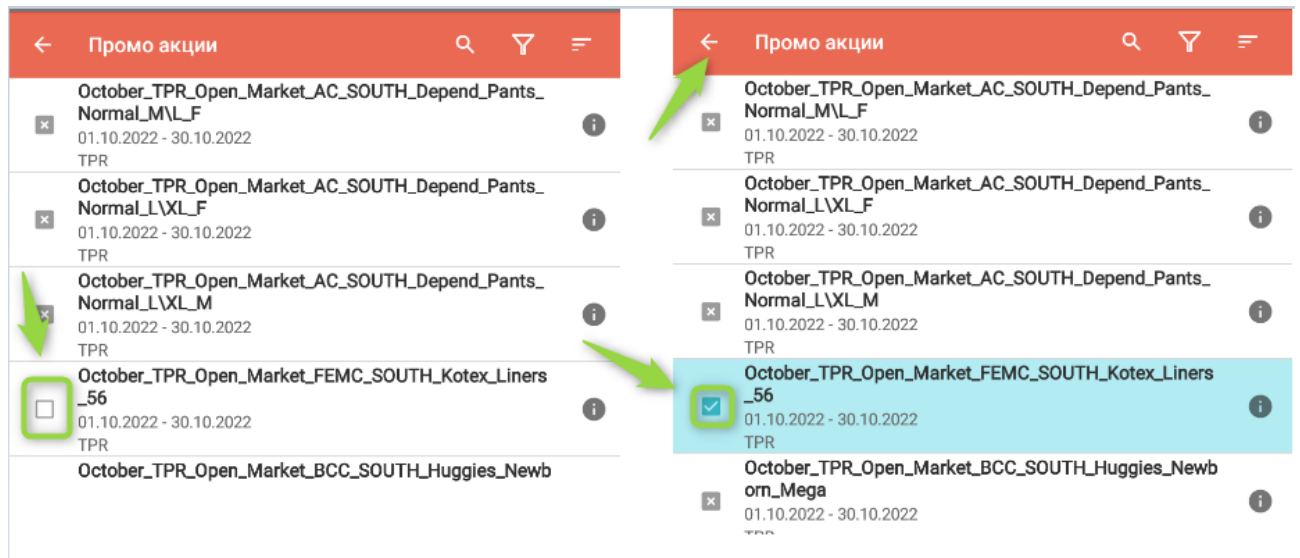 Промо акции
October_TPR_Open_Market_AC_SOUTH_Depend_Pants_
Normal_M\L_F
01.10.2022 - 30.10.2022
TPR
October_TPR_Open_Market_AC_SOUTH_Depend_Pants_
Normal_L\XL_F
01.10.2022 - 30.10.2022
TPR
October_TPR_Open_Market_AC_SOUTH_Depend_Pants_
Normal_L\XL_M
01.10.2022 - 30.10.2022
TPR
October_TPR_Open_Market_FEMC_SOUTH_Kotex_Liners
_56
01.10.2022 - 30.10.2022
TPR
October_TPR_Open_Market_BCC_SOUTH_Huggies_Newb
Промо акции
October_TPR_Open_Market_AC_SOUTH_Depend_Pants_
Normal_M\L_F
01.10.2022 - 30.10.2022
TPR
October_TPR_Open_Market_AC_SOUTH_Depend_Pants_
Normal_L\XL_F
01.10.2022 - 30.10.2022
TPR
October_TPR_Open_Market_AC_SOUTH_Depend_Pants_
Normal_L\XL_M
01.10.2022 - 30.10.2022
TPR
October_TPR_Open_Market_FEMC_SOUTH_Kotex_Liners
_56
01.10.2022 - 30.10.2022
TPR
October_TPR_Open_Market_BCC_SOUTH_Huggies_Newb
orn_Mega
01.10.2022 - 30.10.2022